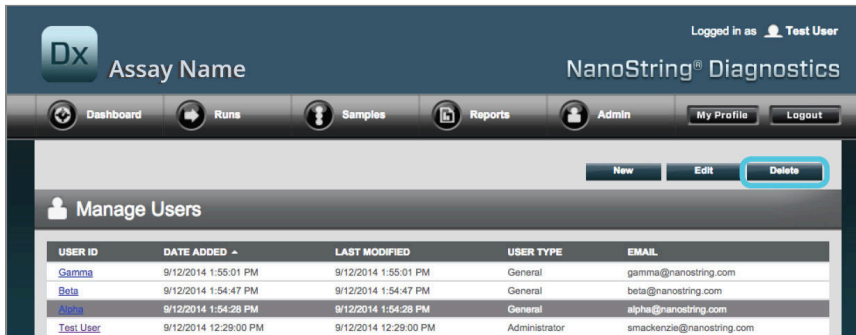 Logged in as Test User
Dx Assay Name
NanoString® Diagnostics
Dashboard Runs Samples Reports Admin My Profile Logout
New Edit Delete
Manage Users
USER ID DATE ADDED LAST MODIFIED USER TYPE EMAIL
Gamma 9/12/2014 1:55:01 PM 9/12/2014 1:55:01 PM General gamma@nanostring.com
Beta 9/12/2014 1:54:47 PM 9/12/2014 1:54:47 PM General beta@nanostring.com
Alpha 9/12/2014 1:54:28 PM 9/12/2014 1:54:28 PM General alpha@nanostring.com
Test User 9/12/2014 12:29:00 PM 9/12/2014 12:29:00 PM Administrator smackenzie@nanostring.com